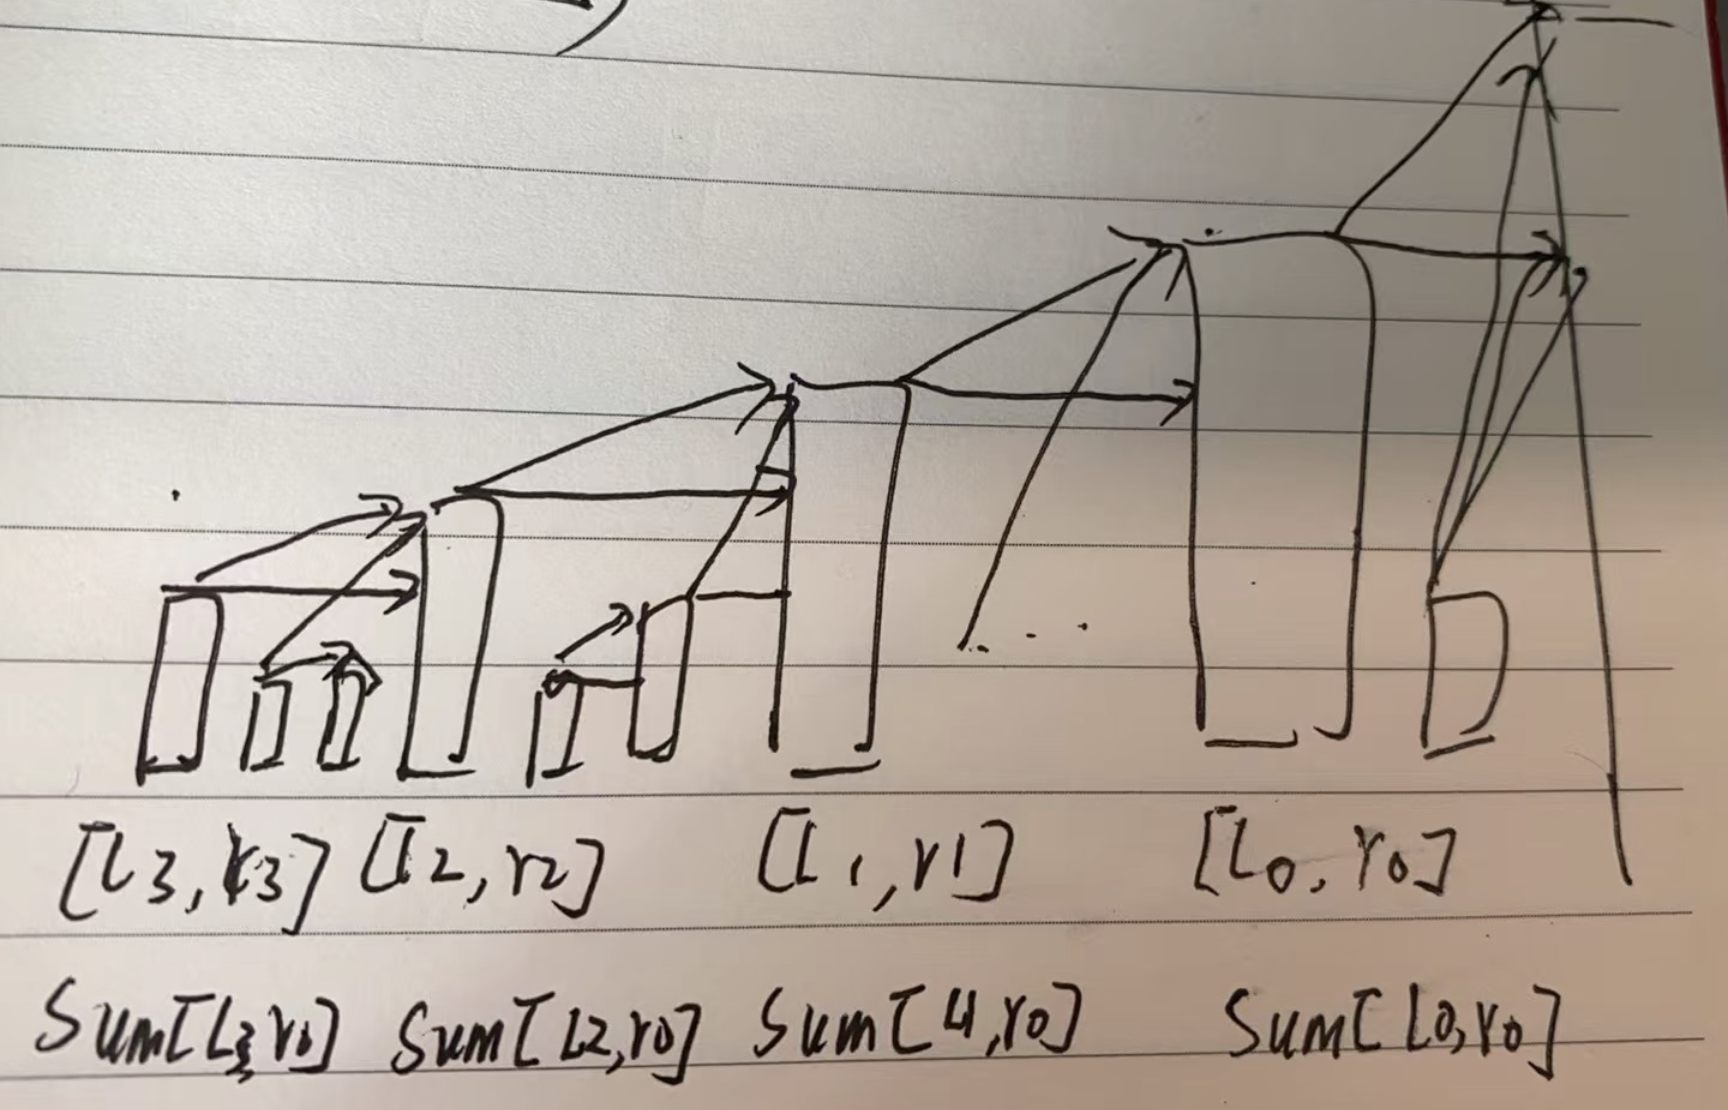 [L3, r3] [L2, r2] [L1, r1] [L0, r0]
Sum[L3, r0] Sum[L2, r0] Sum[L1, r0] Sum[L0, r0]